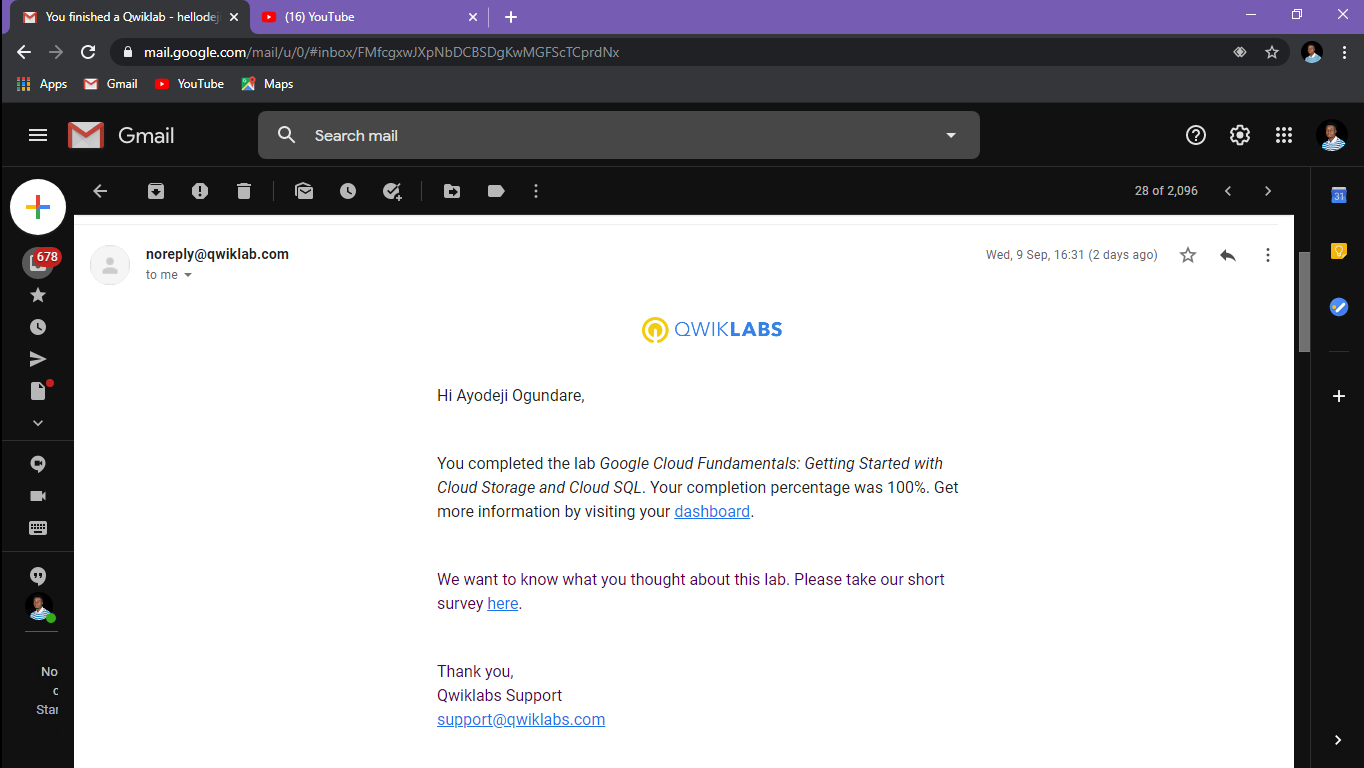 You finished a Qwiklab - hellodej
(16) YouTube
mail.google.com/mail/u/0/#inbox/FMfcgxwJXpNbDCBSDgKwMGFScTCprdNx
Apps Gmail YouTube Maps
Gmail
Search mail
28 of 2,096
31
678
noreply@qwiklab.com
Wed, 9 Sep, 16:31 (2 days ago)
to me
QWIKLABS
Hi Ayodeji Ogundare,
You completed the lab Google Cloud Fundamentals: Getting Started with
Cloud Storage and Cloud SQL. Your completion percentage was 100%. Get
more information by visiting your dashboard.
We want to know what you thought about this lab. Please take our short
survey here.
Thank you,
Qwiklabs Support
support@qwiklabs.com
No
c
Star